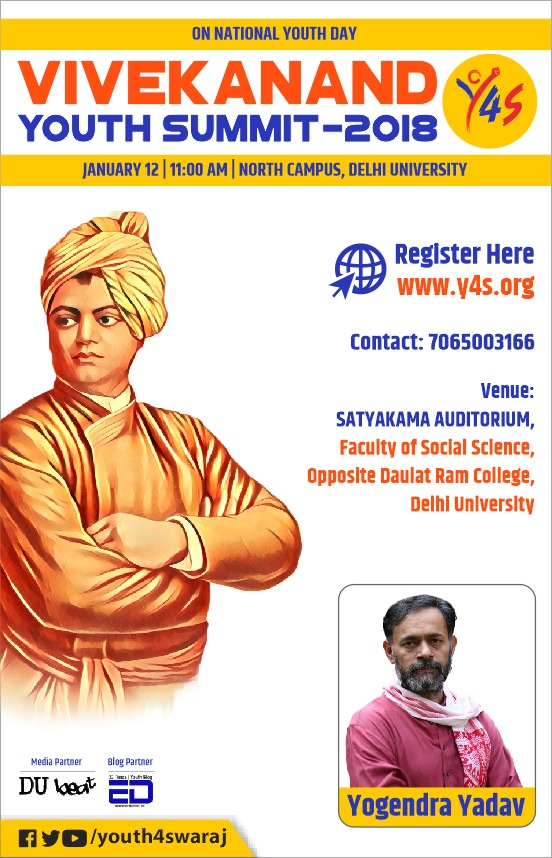 ON NATIONAL YOUTH DAY
VIVEKANAND
YOUTH SUMMIT-2018
Y4S
JANUARY 12 | 11:00 AM | NORTH CAMPUS, DELHI UNIVERSITY
Register Here
www.y4s.org
Contact: 7065003166
Venue:
SATYAKAMA AUDITORIUM,
Faculty of Social Science,
Opposite Daulat Ram College,
Delhi University
Yogendra Yadav
Media Partner
DU beat
Blog Partner
ED
/youth4swaraj